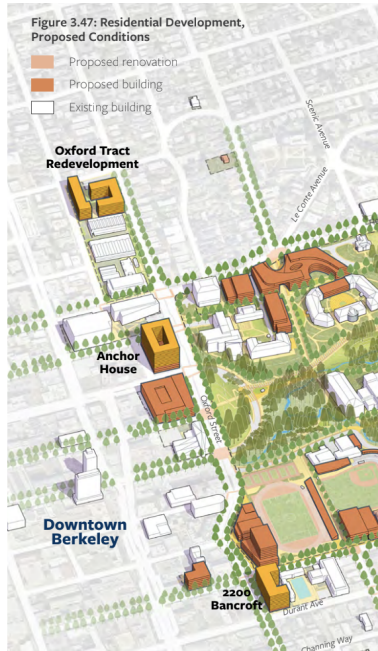 Figure 3.47: Residential Development,
Proposed Conditions
Proposed renovation
Proposed building
Existing building
Scenic Avenue
Oxford Tract
Redevelopment
Le Conte Avenue
Anchor
House
Oxford Street
Downtown
Berkeley
2200
Bancroft
Durant Ave
Channing Way